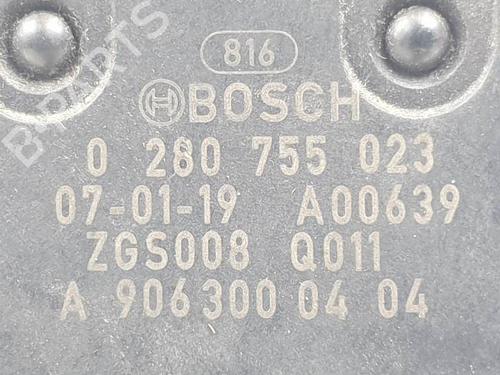 816
BOSCH
0 280 755 023
07-01-19 A00639
ZGS008 Q011
A 906 300 04 04
B-PARTS